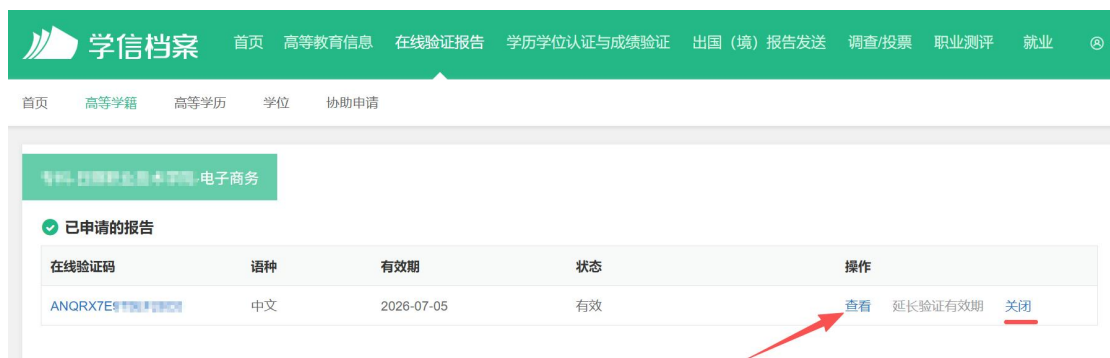 学信档案 首页 高等教育信息 在线验证报告 学历学位认证与成绩验证 出国（境）报告发送 调查/投票 职业测评 就业
首页 高等学籍 高等学历 学位 协助申请
电子商务
已申请的报告
在线验证码 语种 有效期 状态 操作
ANQRX7E 中文 2026-07-05 有效 查看 延长验证有效期 关闭